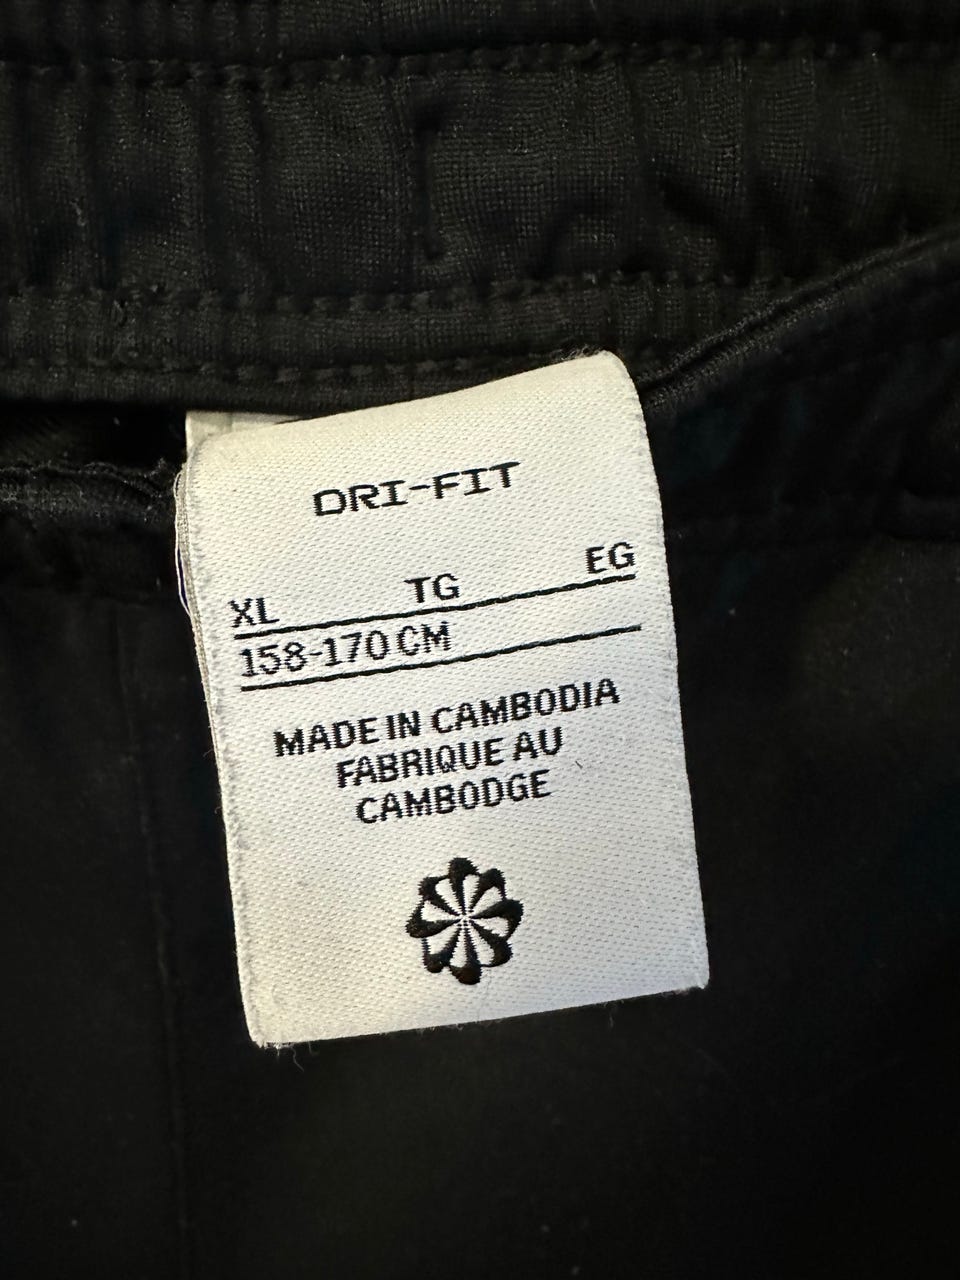 DRI-FIT
XL TG EG
158-170 CM
MADE IN CAMBODIA
FABRIQUE AU
CAMBODGE